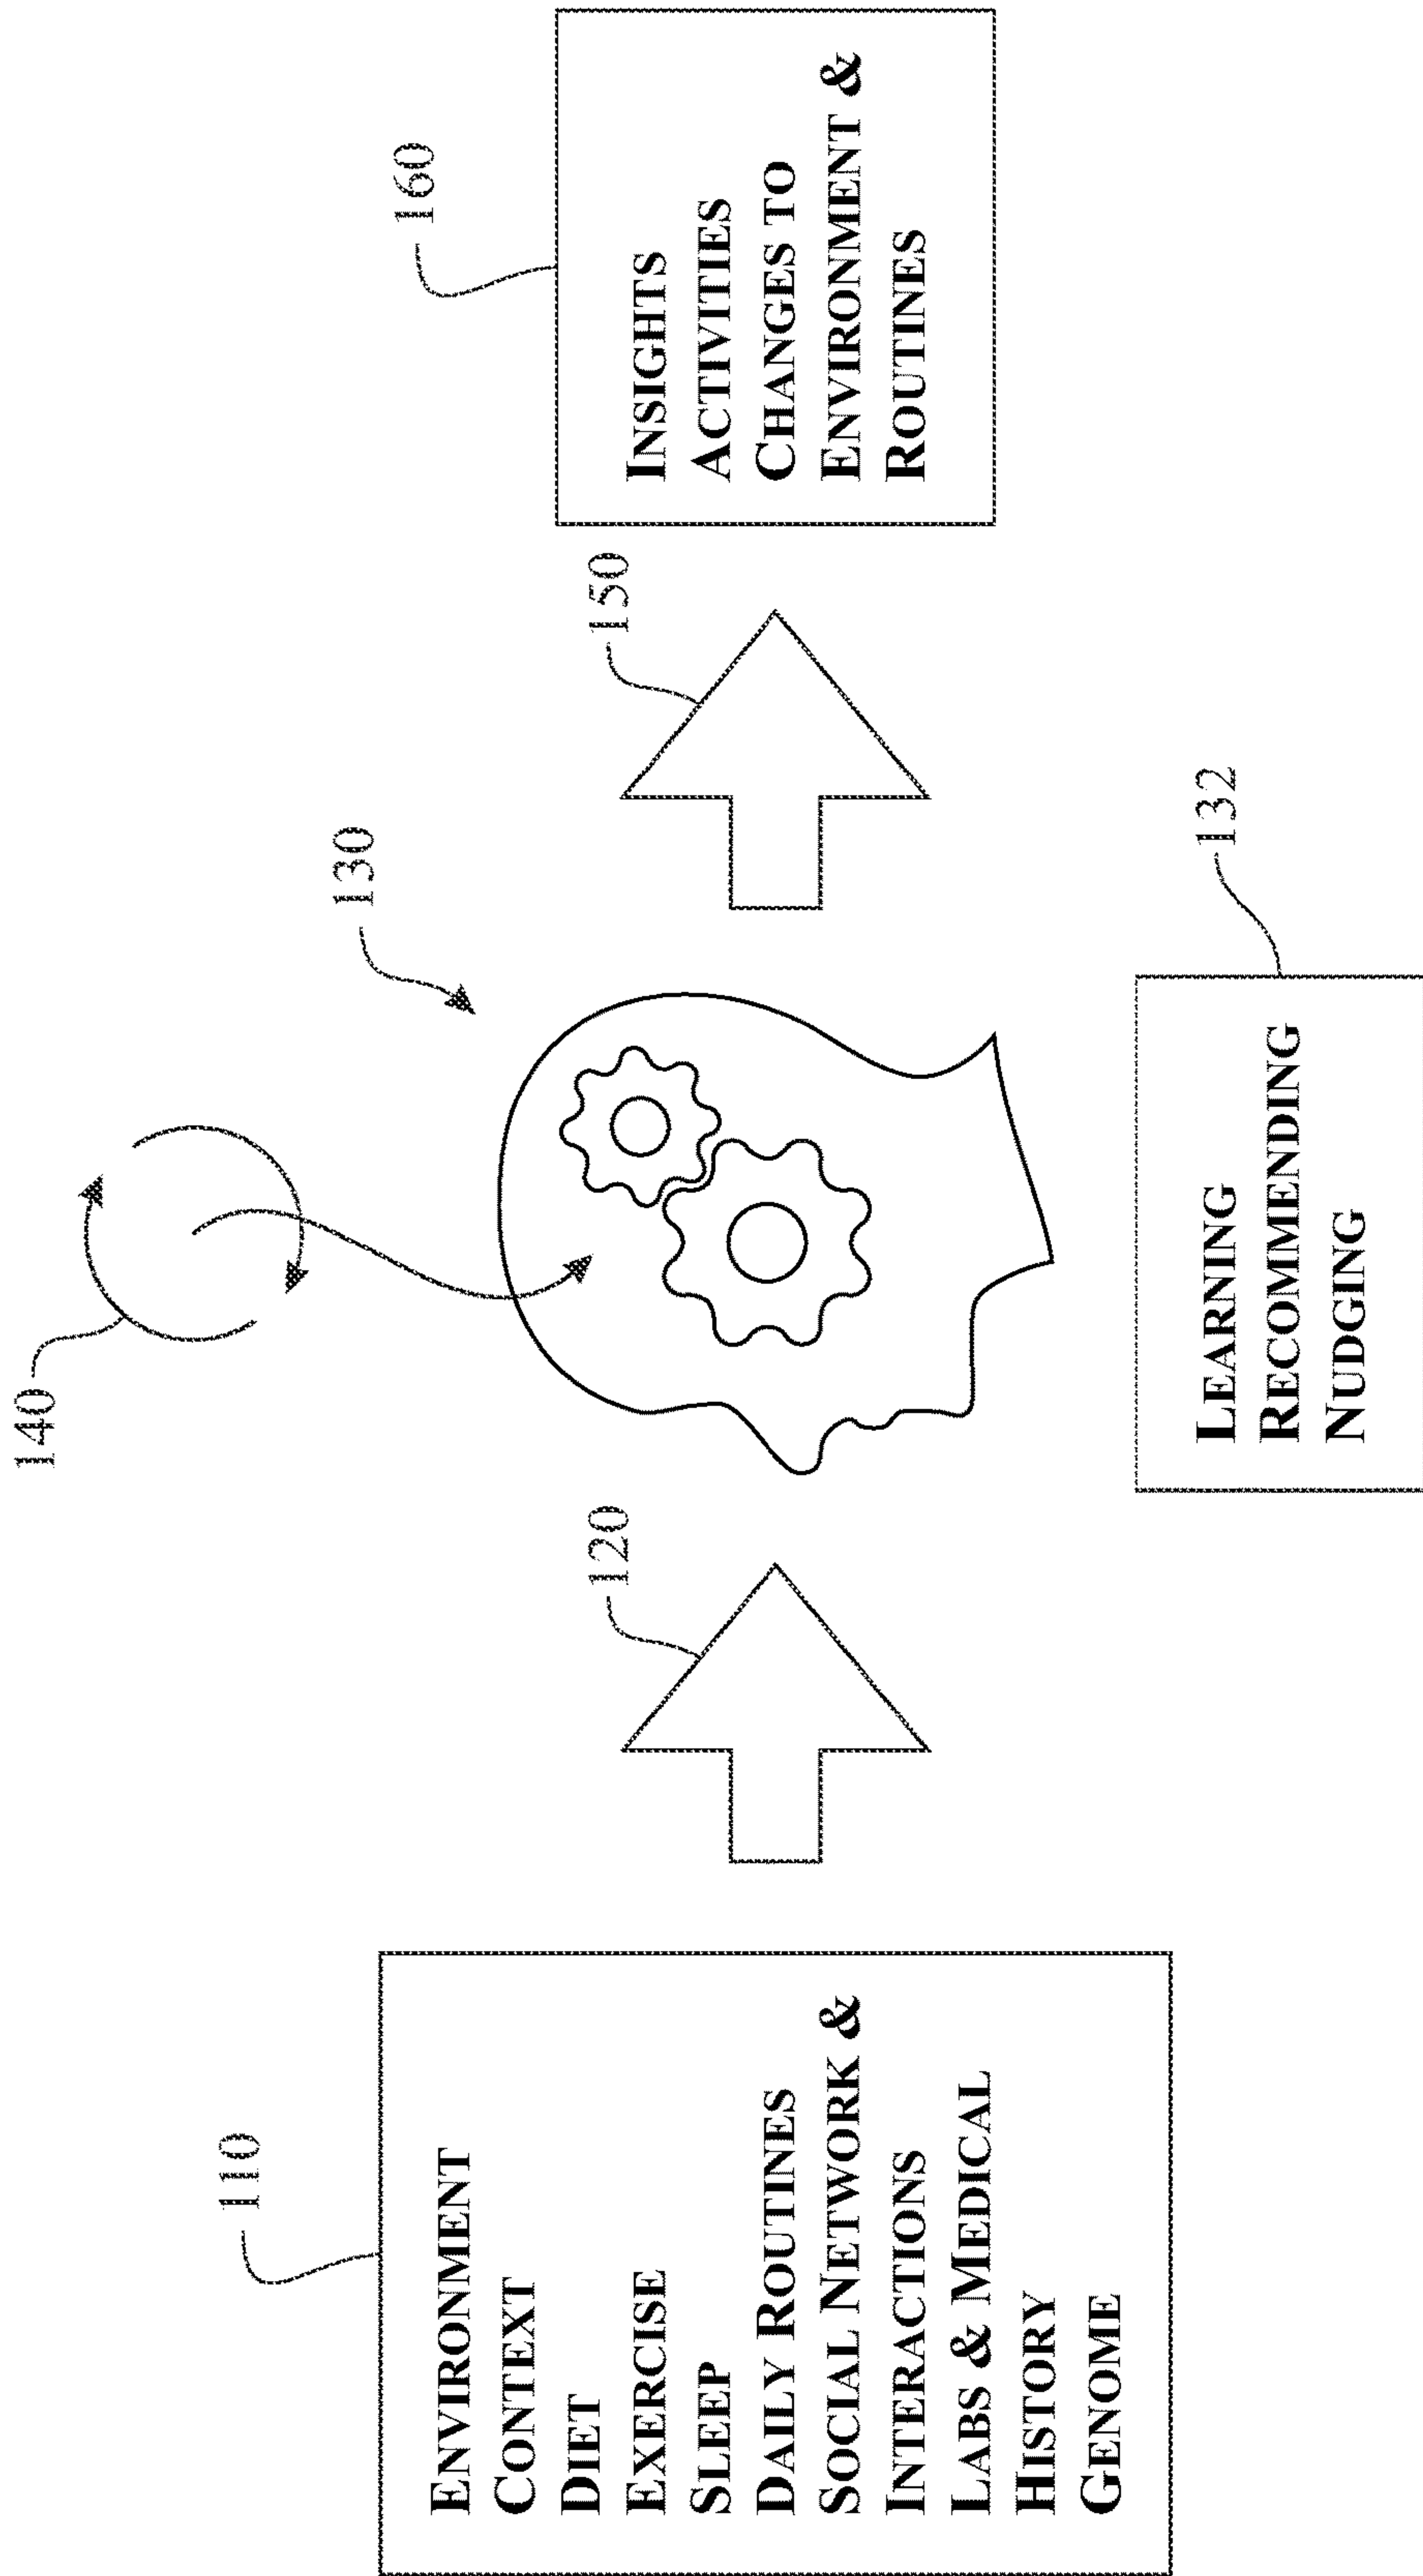 110
ENVIRONMENT
CONTEXT
DIET
EXERCISE
SLEEP
DAILY ROUTINES
SOCIAL NETWORK &
INTERACTIONS
LABS & MEDICAL
HISTORY
GENOME
120
140
130
LEARNING
RECOMMENDING
NUDGING
132
150
160
INSIGHTS
ACTIVITIES
CHANGES TO
ENVIRONMENT &
ROUTINES